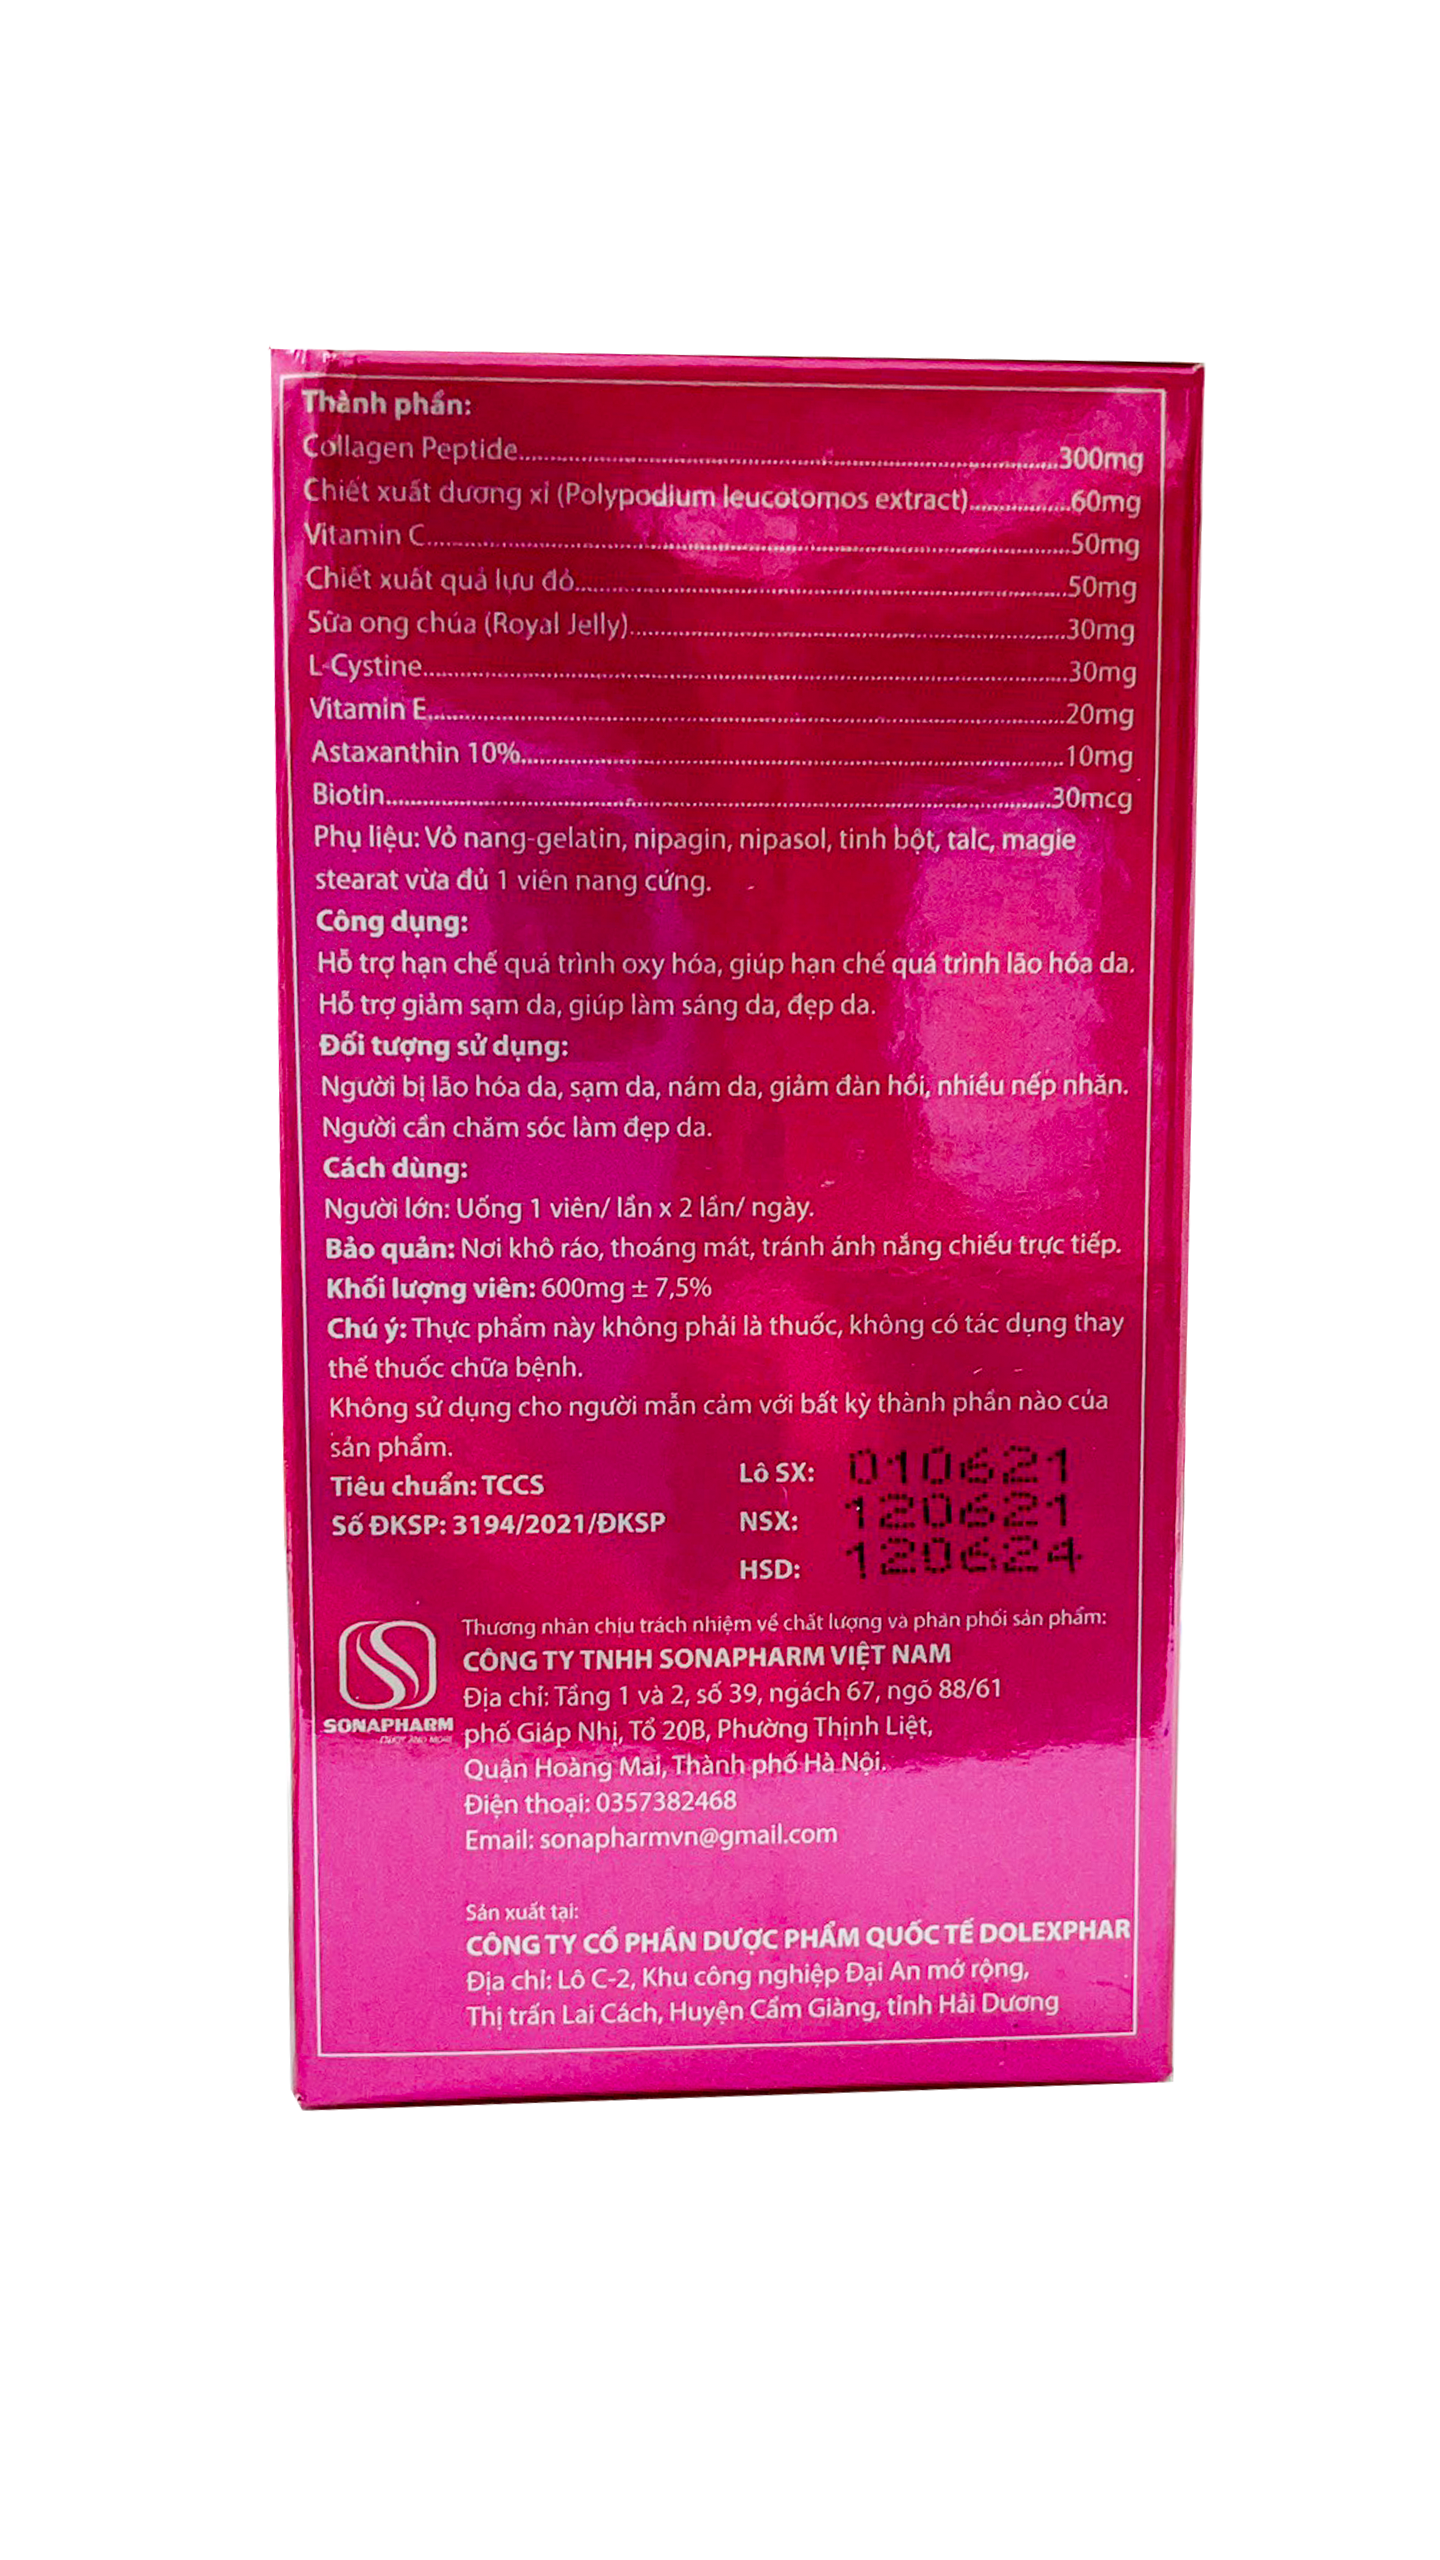 Thành phần:
Collagen Peptide..........300mg
Chiết xuất dương xỉ (Polypodium leucotomos extract)..........60mg
Vitamin C..........50mg
Chiết xuất quả lựu đỏ..........50mg
Sữa ong chúa (Royal Jelly)..........30mg
L-Cystine..........30mg
Vitamin E..........20mg
Astaxanthin 10%..........10mg
Biotin..........30mcg
Phụ liệu: Vỏ nang-gelatin, nipagin, nipasol, tinh bột, talc, magie
stearat vừa đủ 1 viên nang cứng.
Công dụng:
Hỗ trợ hạn chế quá trình oxy hóa, giúp hạn chế quá trình lão hóa da.
Hỗ trợ giảm sạm da, giúp làm sáng da, đẹp da.
Đối tượng sử dụng:
Người bị lão hóa da, sạm da, nám da, giảm đàn hồi, nhiều nếp nhăn.
Người cần chăm sóc làm đẹp da.
Cách dùng:
Người lớn: Uống 1 viên/ lần x 2 lần/ ngày.
Bảo quản: Nơi khô ráo, thoáng mát, tránh ánh nắng chiếu trực tiếp.
Khối lượng viên: 600mg ± 7,5%
Chú ý: Thực phẩm này không phải là thuốc, không có tác dụng thay
thế thuốc chữa bệnh.
Không sử dụng cho người mẫn cảm với bất kỳ thành phần nào của
sản phẩm.
Tiêu chuẩn: TCCS
Số ĐKSP: 3194/2021/ĐKSP
Lô SX: 010621
NSX: 120621
HSD: 120624
SONAPHARM
Thương nhân chịu trách nhiệm về chất lượng và phân phối sản phẩm:
CÔNG TY TNHH SONAPHARM VIỆT NAM
Địa chỉ: Tầng 1 và 2, số 39, ngách 67, ngõ 88/61
phố Giáp Nhị, Tổ 20B, Phường Thịnh Liệt,
Quận Hoàng Mai, Thành phố Hà Nội.
Điện thoại: 0357382468
Email: sonapharmvn@gmail.com
Sản xuất tại:
CÔNG TY CỔ PHẦN DƯỢC PHẨM QUỐC TẾ DOLEXPHAR
Địa chỉ: Lô C-2, Khu công nghiệp Đại An mở rộng,
Thị trấn Lai Cách, Huyện Cẩm Giàng, tỉnh Hải Dương